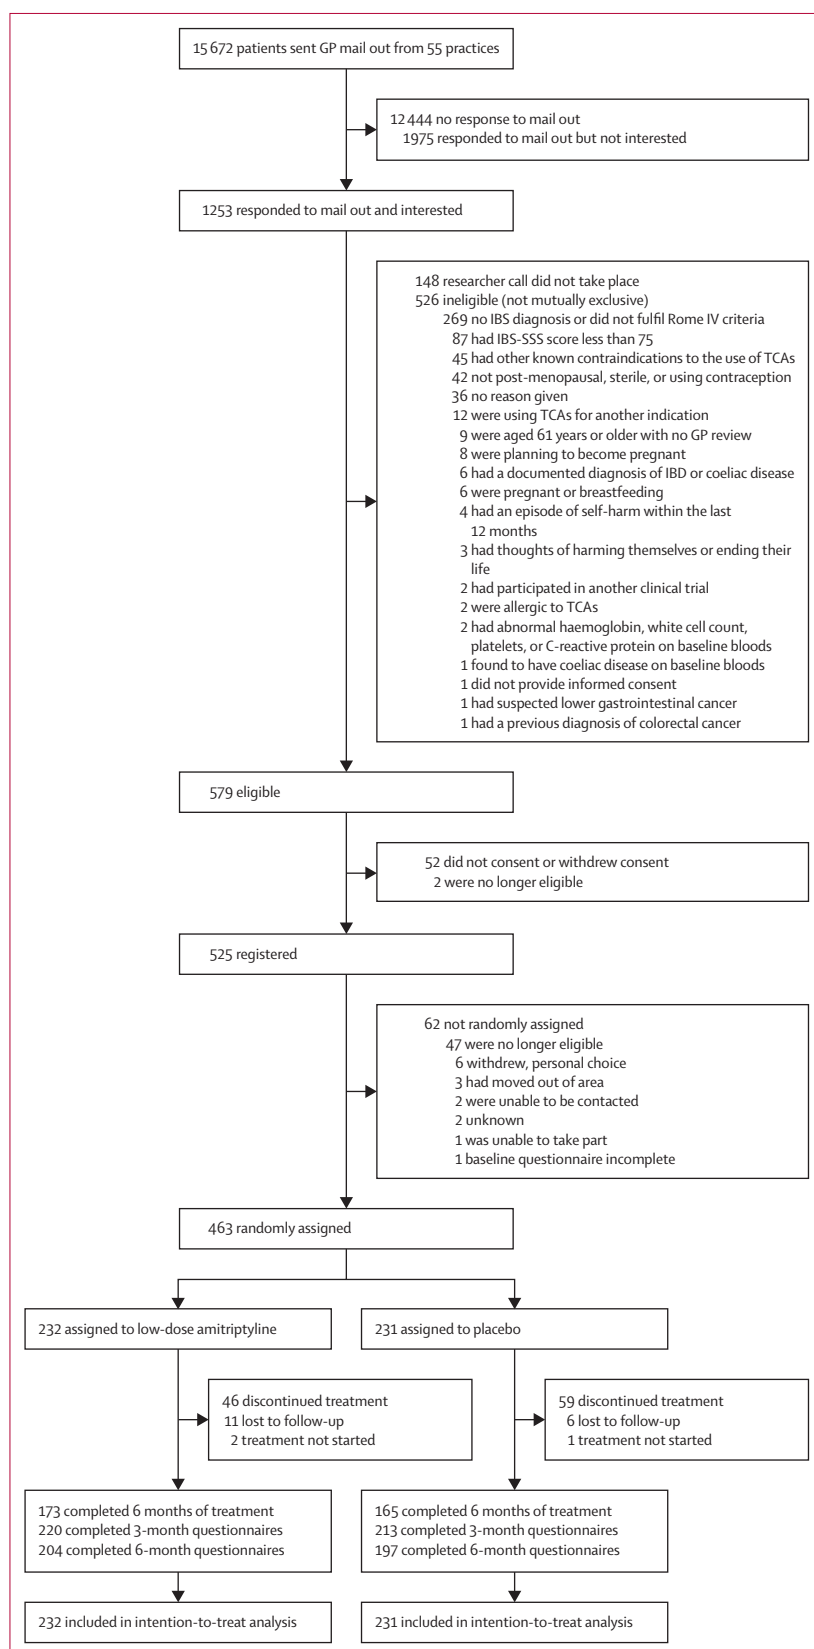 15 672 patients sent GP mail out from 55 practices
12 444 no response to mail out
1975 responded to mail out but not interested
1253 responded to mail out and interested
148 researcher call did not take place
526 ineligible (not mutually exclusive)
269 no IBS diagnosis or did not fulfil Rome IV criteria
87 had IBS-SSS score less than 75
45 had other known contraindications to the use of TCAs
42 not post-menopausal, sterile, or using contraception
36 no reason given
12 were using TCAs for another indication
9 were aged 61 years or older with no GP review
8 were planning to become pregnant
6 had a documented diagnosis of IBD or coeliac disease
6 were pregnant or breastfeeding
4 had an episode of self-harm within the last
12 months
3 had thoughts of harming themselves or ending their
life
2 had participated in another clinical trial
2 were allergic to TCAs
2 had abnormal haemoglobin, white cell count,
platelets, or C-reactive protein on baseline bloods
1 found to have coeliac disease on baseline bloods
1 did not provide informed consent
1 had suspected lower gastrointestinal cancer
1 had a previous diagnosis of colorectal cancer
579 eligible
52 did not consent or withdrew consent
2 were no longer eligible
525 registered
62 not randomly assigned
47 were no longer eligible
6 withdrew, personal choice
3 had moved out of area
2 were unable to be contacted
2 unknown
1 was unable to take part
1 baseline questionnaire incomplete
463 randomly assigned
232 assigned to low-dose amitriptyline
231 assigned to placebo
46 discontinued treatment
11 lost to follow-up
2 treatment not started
59 discontinued treatment
6 lost to follow-up
1 treatment not started
173 completed 6 months of treatment
220 completed 3-month questionnaires
204 completed 6-month questionnaires
165 completed 6 months of treatment
213 completed 3-month questionnaires
197 completed 6-month questionnaires
232 included in intention-to-treat analysis
231 included in intention-to-treat analysis